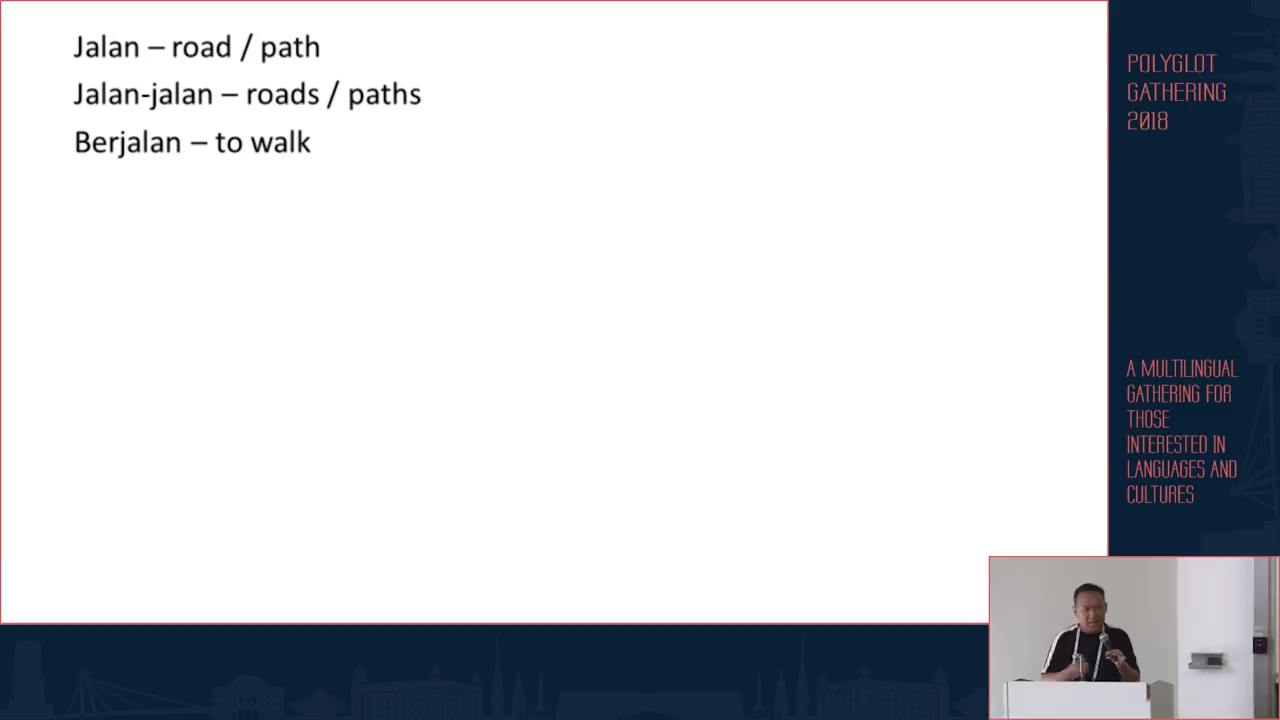 Jalan – road / path
Jalan-jalan – roads / paths
Berjalan – to walk
POLYGLOT
GATHERING
2018
A MULTILINGUAL
GATHERING FOR
THOSE
INTERESTED IN
LANGUAGES AND
CULTURES